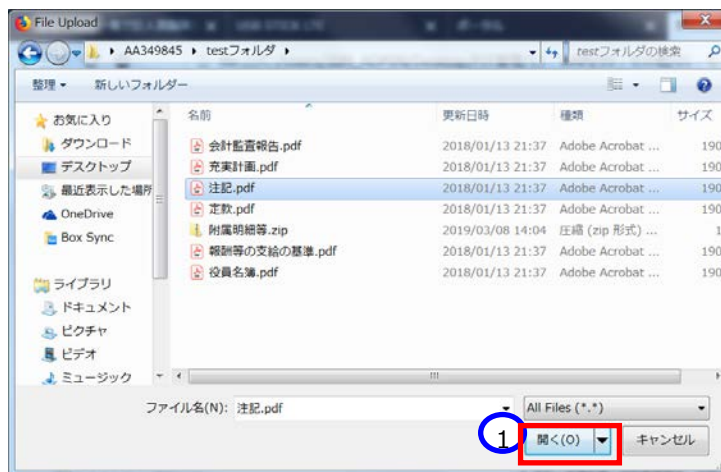 File Upload
AA349845 testフォルダ
testフォルダの検索
整理 新しいフォルダー
お気に入り
ダウンロード
デスクトップ
最近表示した場所
OneDrive
Box Sync
ライブラリ
ドキュメント
ピクチャ
ビデオ
ミュージック
名前 更新日時 種類 サイズ
会計監査報告.pdf 2018/01/13 21:37 Adobe Acrobat ... 190
充実計画.pdf 2018/01/13 21:37 Adobe Acrobat ... 190
注記.pdf 2018/01/13 21:37 Adobe Acrobat ... 190
定款.pdf 2018/01/13 21:37 Adobe Acrobat ... 190
附属明細等.zip 2019/03/08 14:04 圧縮 (zip 形式) ... 1
報酬等の支給の基準.pdf 2018/01/13 21:37 Adobe Acrobat ... 190
役員名簿.pdf 2018/01/13 21:37 Adobe Acrobat ... 190
ファイル名(N): 注記.pdf All Files (*.*)
1 開く(O) キャンセル